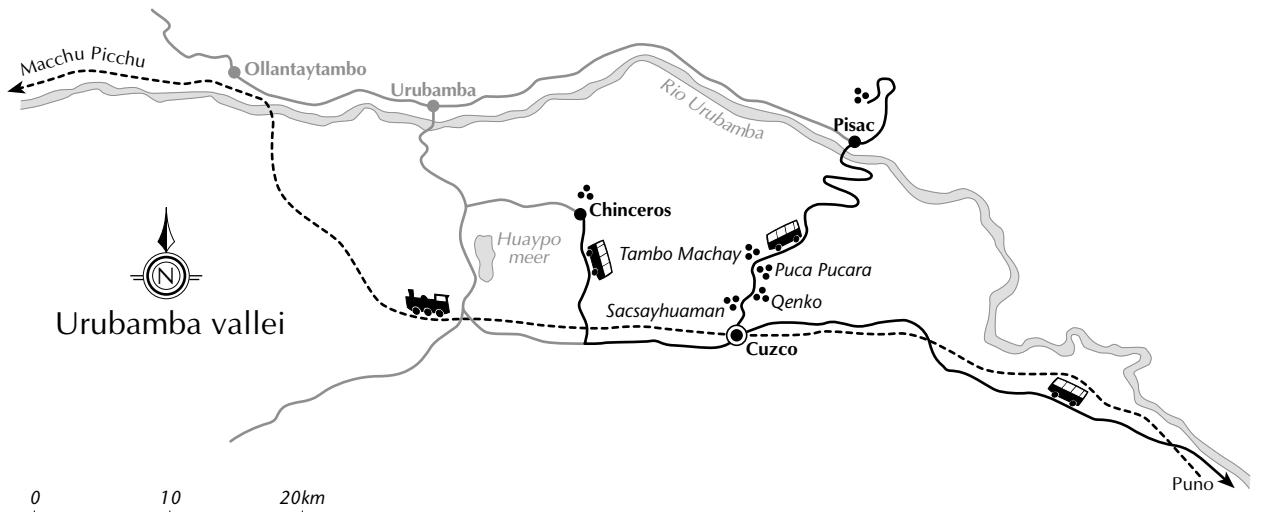 Macchu Picchu
Ollantaytambo
Urubamba
Rio Urubamba
Pisac
Chinceros
Huaypo
meer
Tambo Machay
Puca Pucara
Sacsayhuaman
Qenko
N
Urubamba vallei
Cuzco
Puno
0 10 20km